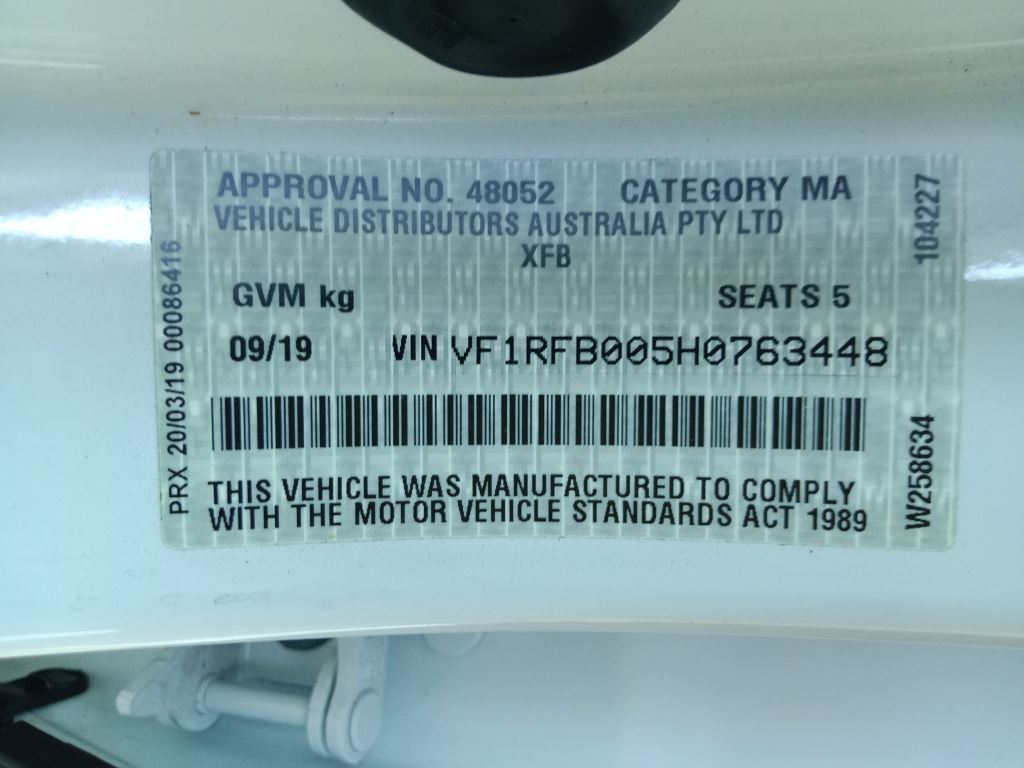 APPROVAL NO. 48052 CATEGORY MA
VEHICLE DISTRIBUTORS AUSTRALIA PTY LTD
XFB
GVM kg SEATS 5
09/19 VIN VF1RFB005H0763448
THIS VEHICLE WAS MANUFACTURED TO COMPLY
WITH THE MOTOR VEHICLE STANDARDS ACT 1989
PRX 20/03/19 00086416
104227
W258634